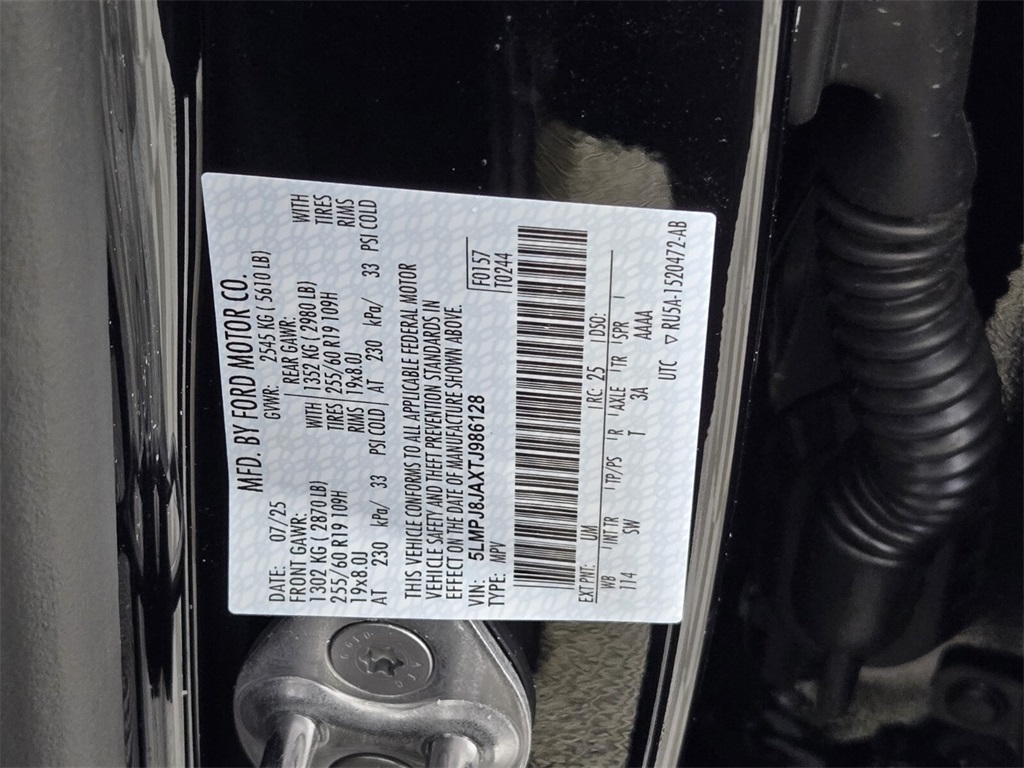 MFD. BY FORD MOTOR CO.
DATE: 07/25 GVWR: 2545 KG ( 5610 LB)
FRONT GAWR: REAR GAWR:
1302 KG ( 2870 LB) WITH 1352 KG ( 2980 LB) WITH
255/60 R19 109H TIRES 255/60 R19 109H TIRES
19x8.0J RIMS 19x8.0J RIMS
AT 230 kPa/ 33 PSI COLD AT 230 kPa/ 33 PSI COLD
THIS VEHICLE CONFORMS TO ALL APPLICABLE FEDERAL MOTOR
VEHICLE SAFETY AND THEFT PREVENTION STANDARDS IN
EFFECT ON THE DATE OF MANUFACTURE SHOWN ABOVE.
VIN: 5LMPJ8JAXTJ986128 F0157
TYPE: MPV T0244
EXT PNT: UM RC: 25 DSO:
WB INT TR TP/PS R AXLE TR SPR
114 SW T 3A AAAA
UTC ▽ RU5A-1520472-AB